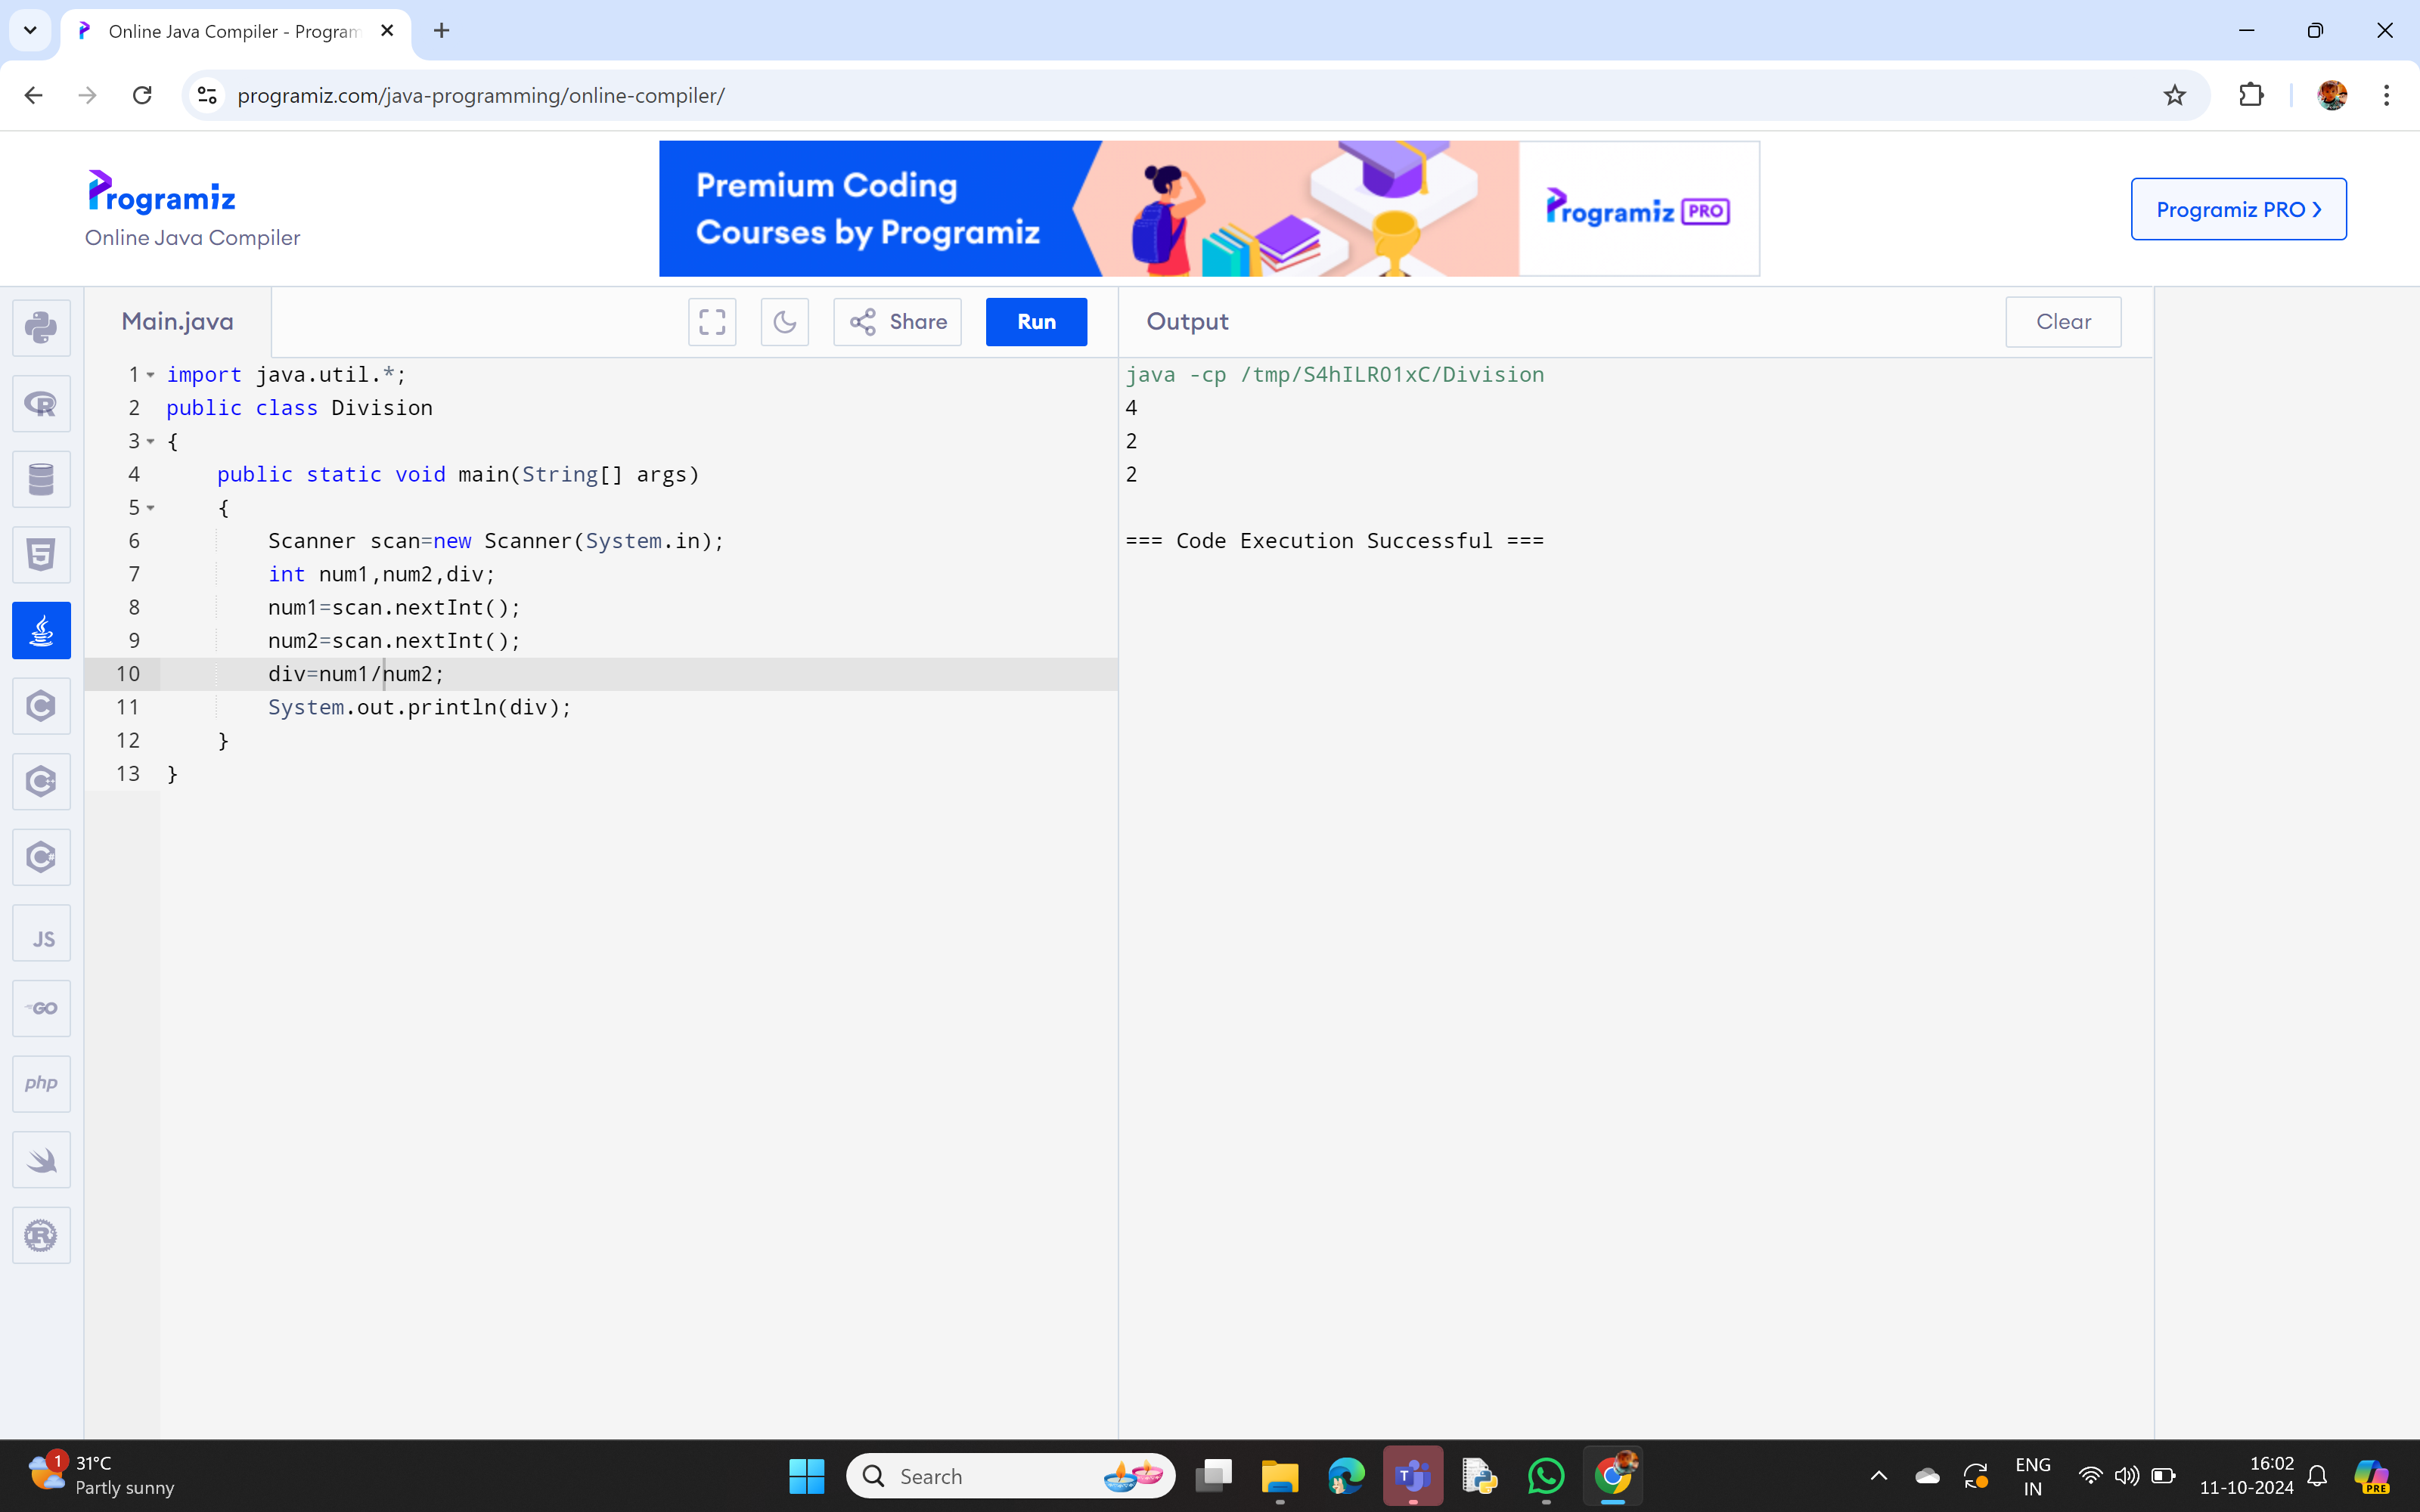 Online Java Compiler - Program
programiz.com/java-programming/online-compiler/
Programiz
Online Java Compiler
Premium Coding
Courses by Programiz
Programiz PRO
Programiz PRO ❯
Main.java
Share
Run
Output
Clear
1 import java.util.*;
2 public class Division
3 {
4     public static void main(String[] args)
5     {
6         Scanner scan=new Scanner(System.in);
7         int num1,num2,div;
8         num1=scan.nextInt();
9         num2=scan.nextInt();
10         div=num1/num2;
11         System.out.println(div);
12     }
13 }
java -cp /tmp/S4hILRO1xC/Division
4
2
2
=== Code Execution Successful ===
R
5
C
C
C#
JS
GO
php
R
1
31°C
Partly sunny
Search
T
ENG
IN
16:02
11-10-2024
PRE